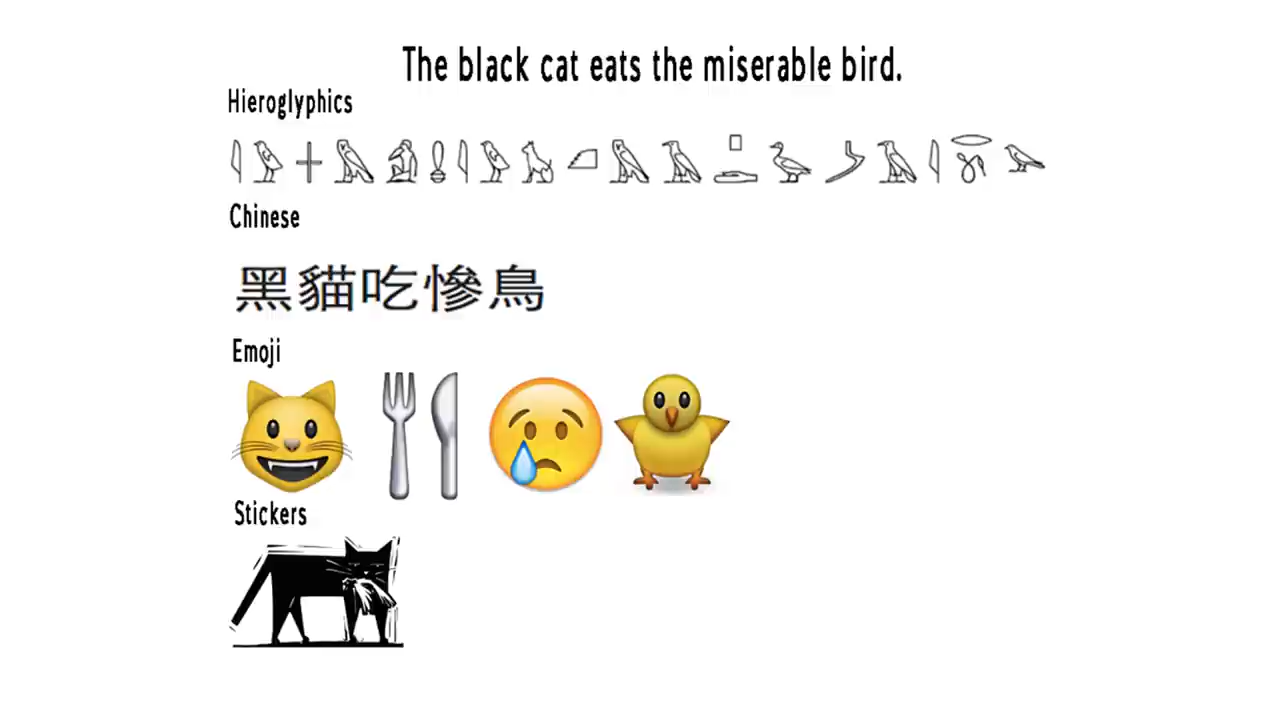 The black cat eats the miserable bird.
Hieroglyphics
Chinese
黑貓吃慘鳥
Emoji
Stickers